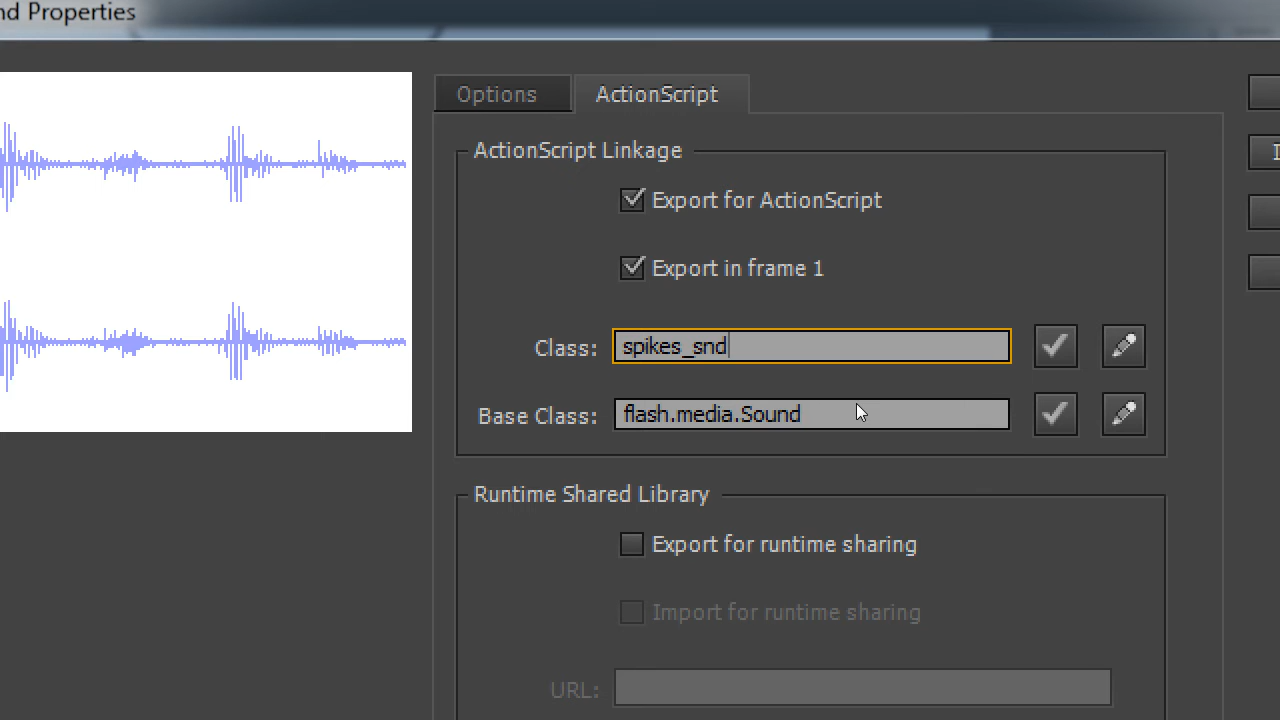 nd Properties
Options
ActionScript
ActionScript Linkage
Export for ActionScript
Export in frame 1
Class: spikes_snd
Base Class: flash.media.Sound
Runtime Shared Library
Export for runtime sharing
Import for runtime sharing
URL: